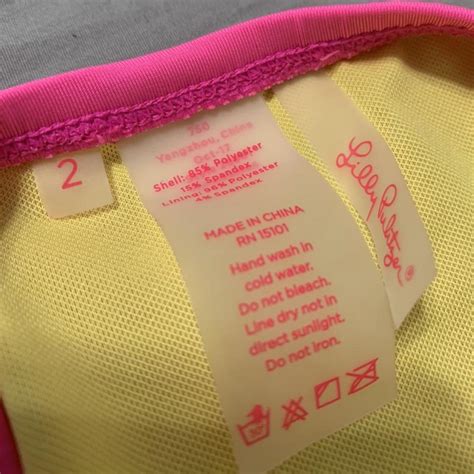 2
750
Yangzhou, China
Oct-17
Shell: 85% Polyester
15% Spandex
Lining: 96% Polyester
4% Spandex
MADE IN CHINA
RN 15101
Hand wash in
cold water.
Do not bleach.
Line dry not in
direct sunlight.
Do not iron.
30
Lilly Pulitzer®